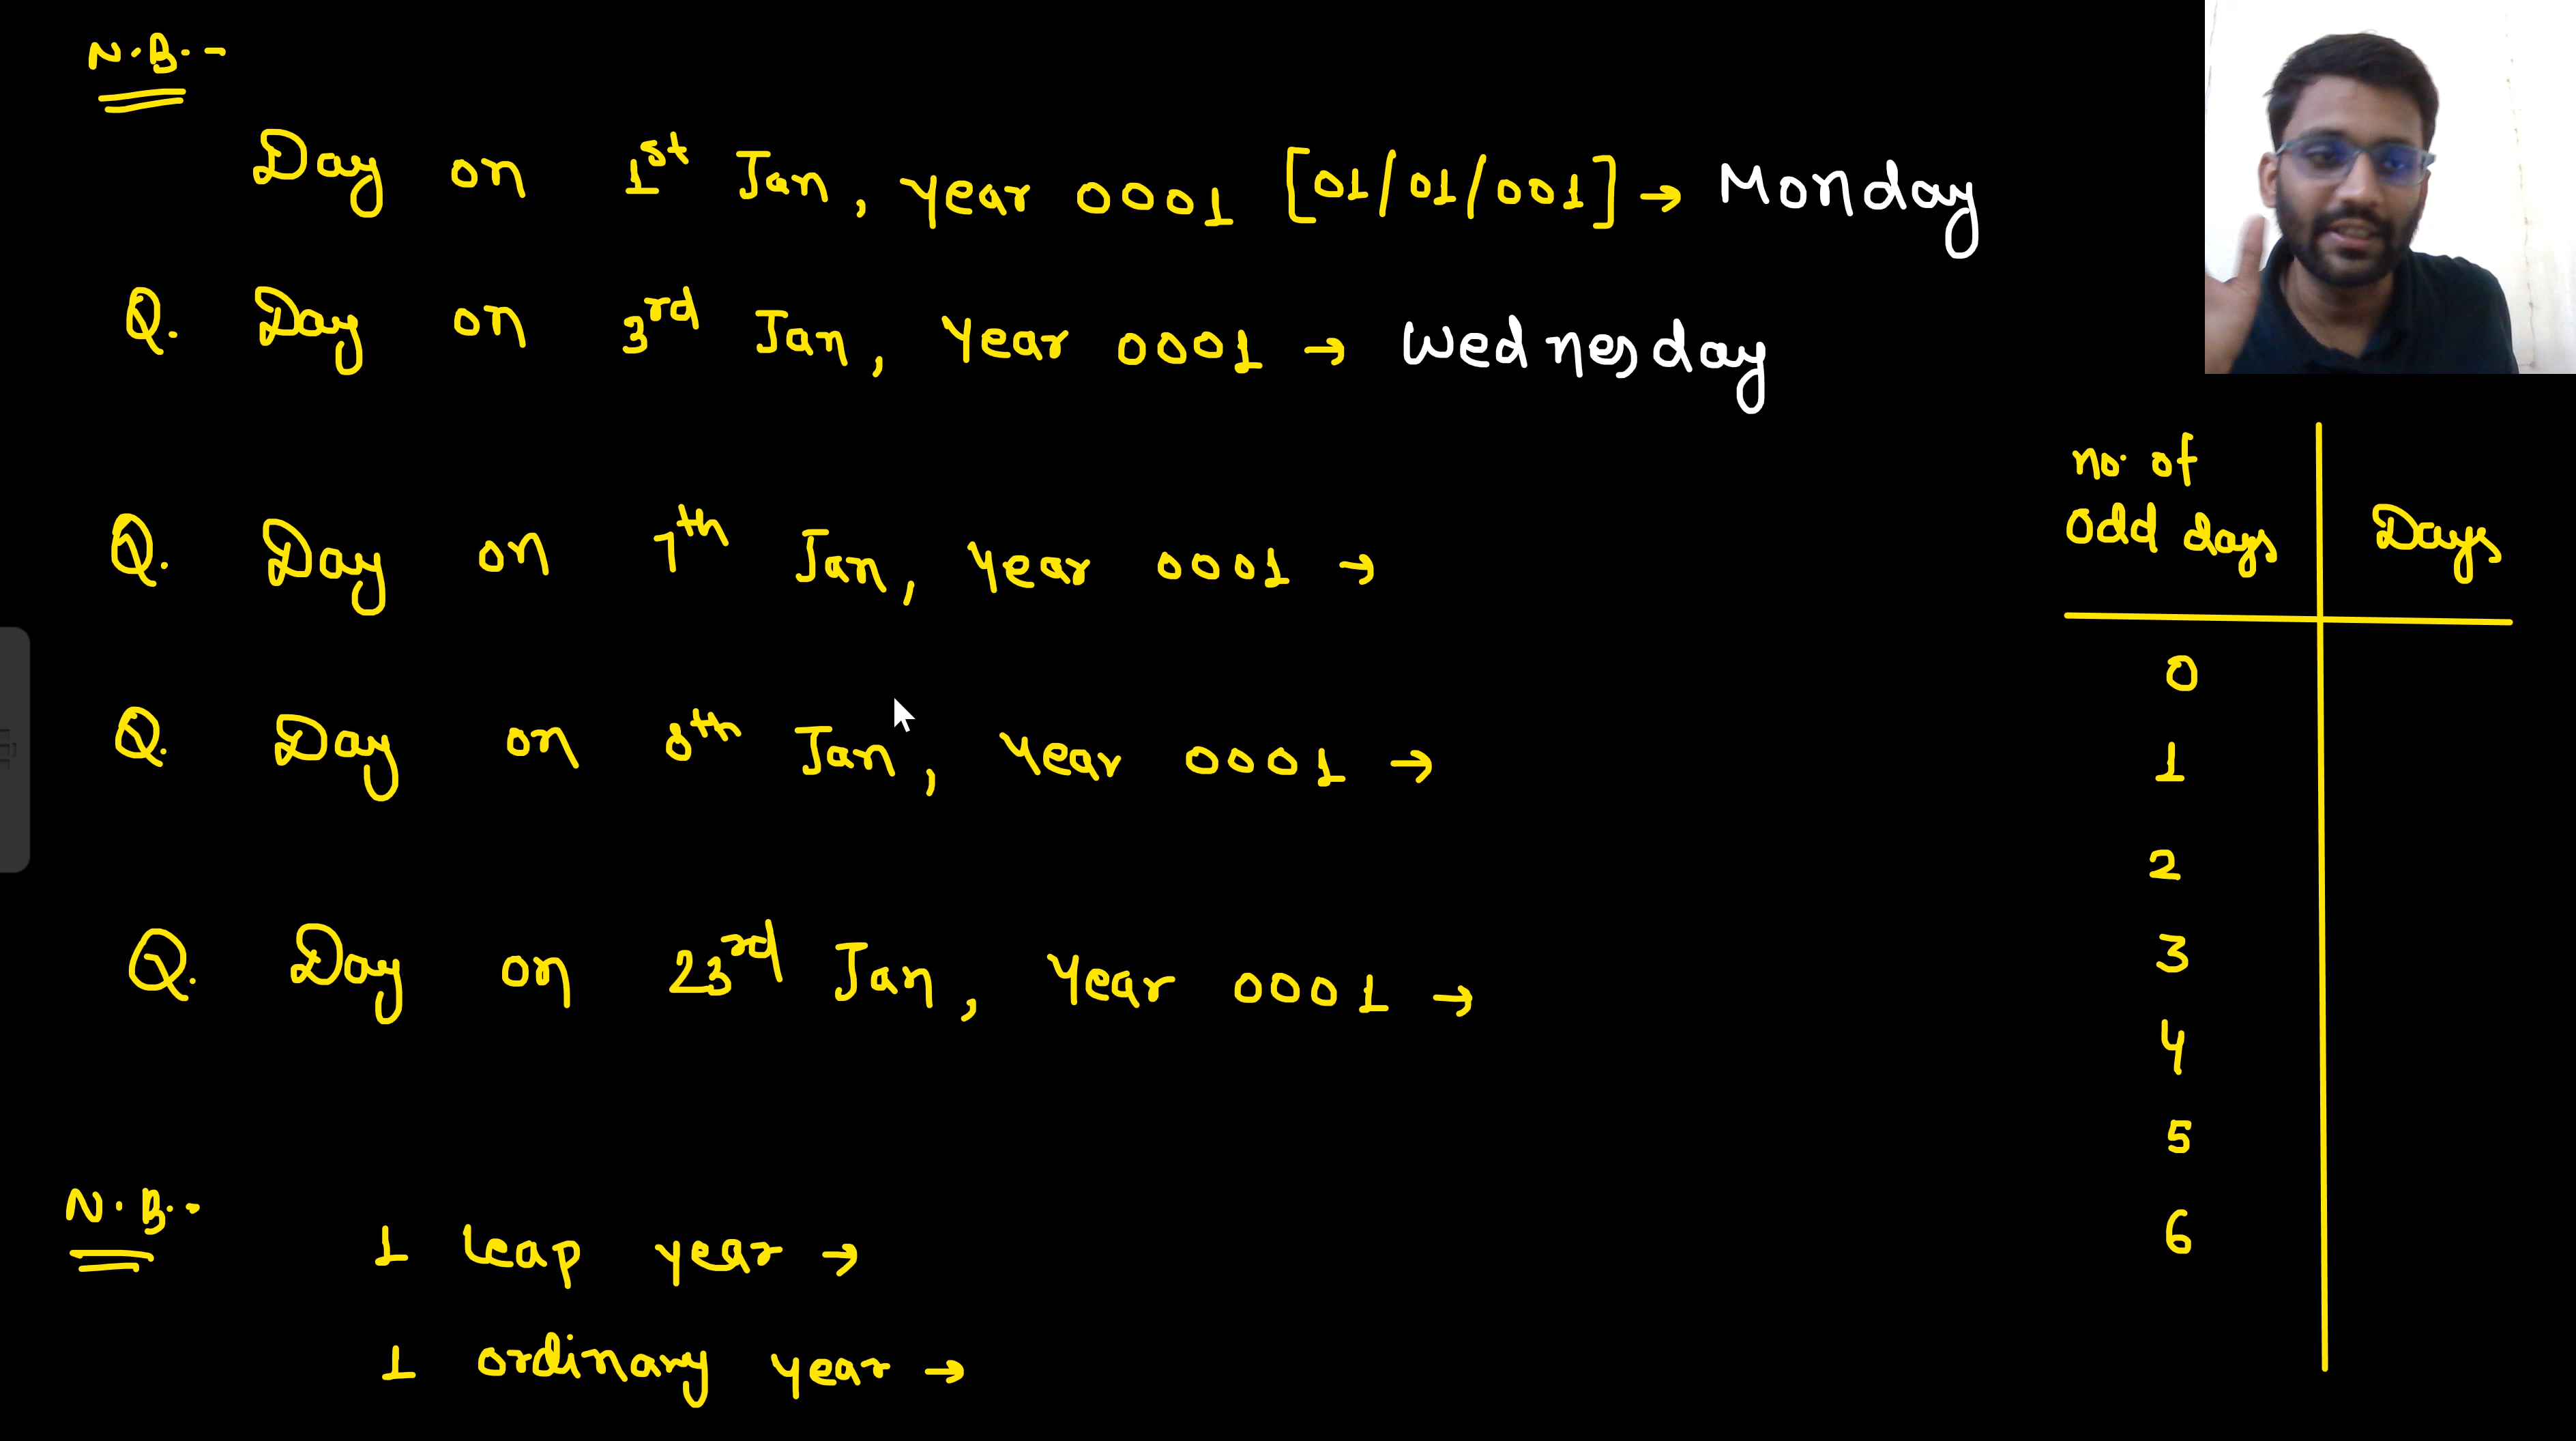 N.B.-
Day on 1st Jan, year 0001 [01/01/001] → Monday
Q. Day on 3rd Jan, Year 0001 → Wednesday
Q. Day on 7th Jan, Year 0001 →
Q. Day on 8th Jan, Year 0001 →
Q. Day on 23rd Jan, Year 0001 →
N.B.-
1 leap year →
1 ordinary year →
no. of
odd days
Days
0
1
2
3
4
5
6